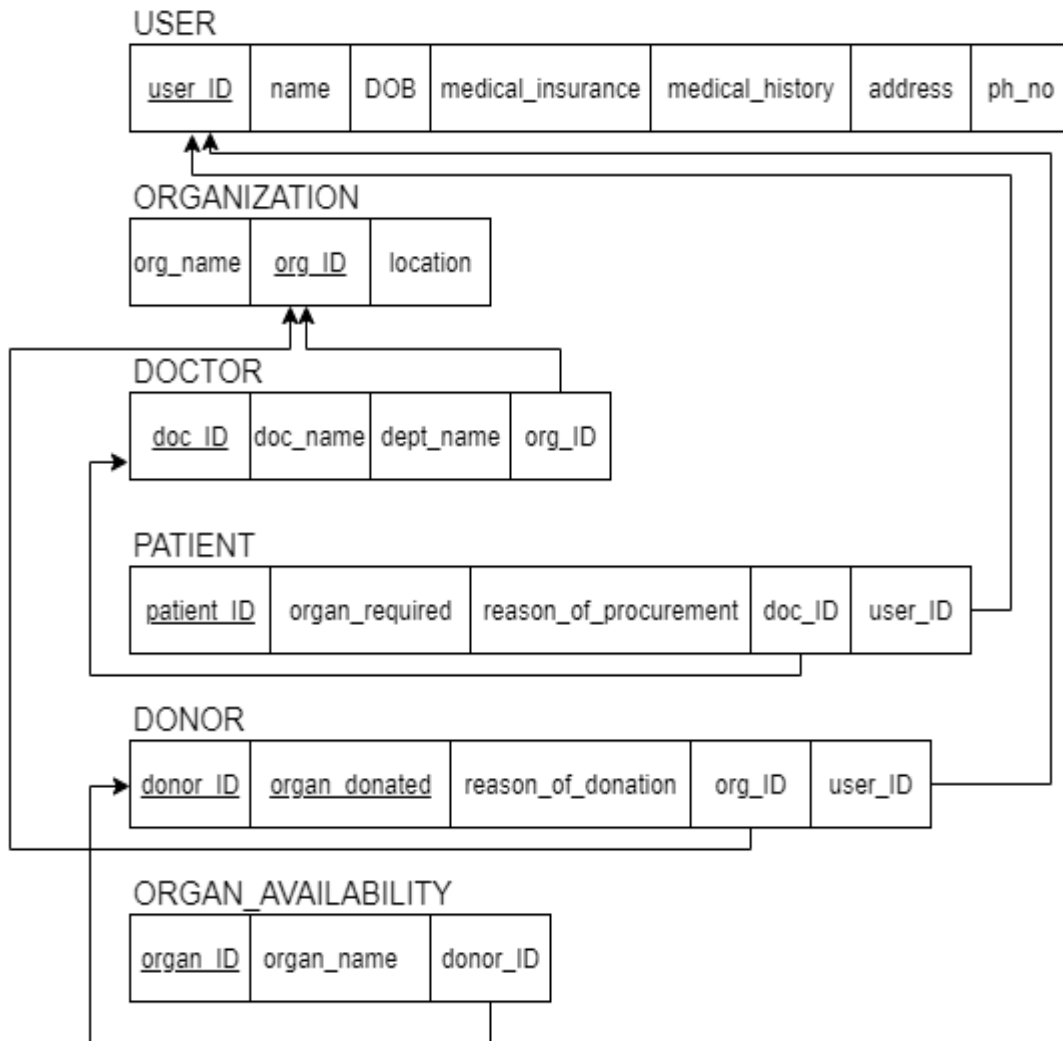 USER
user_ID name DOB medical_insurance medical_history address ph_no
ORGANIZATION
org_name org_ID location
DOCTOR
doc_ID doc_name dept_name org_ID
PATIENT
patient_ID organ_required reason_of_procurement doc_ID user_ID
DONOR
donor_ID organ_donated reason_of_donation org_ID user_ID
ORGAN_AVAILABILITY
organ_ID organ_name donor_ID